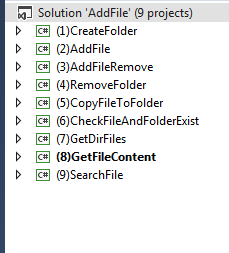 Solution 'AddFile' (9 projects)
C# (1)CreateFolder
C# (2)AddFile
C# (3)AddFileRemove
C# (4)RemoveFolder
C# (5)CopyFileToFolder
C# (6)CheckFileAndFolderExist
C# (7)GetDirFiles
C# (8)GetFileContent
C# (9)SearchFile